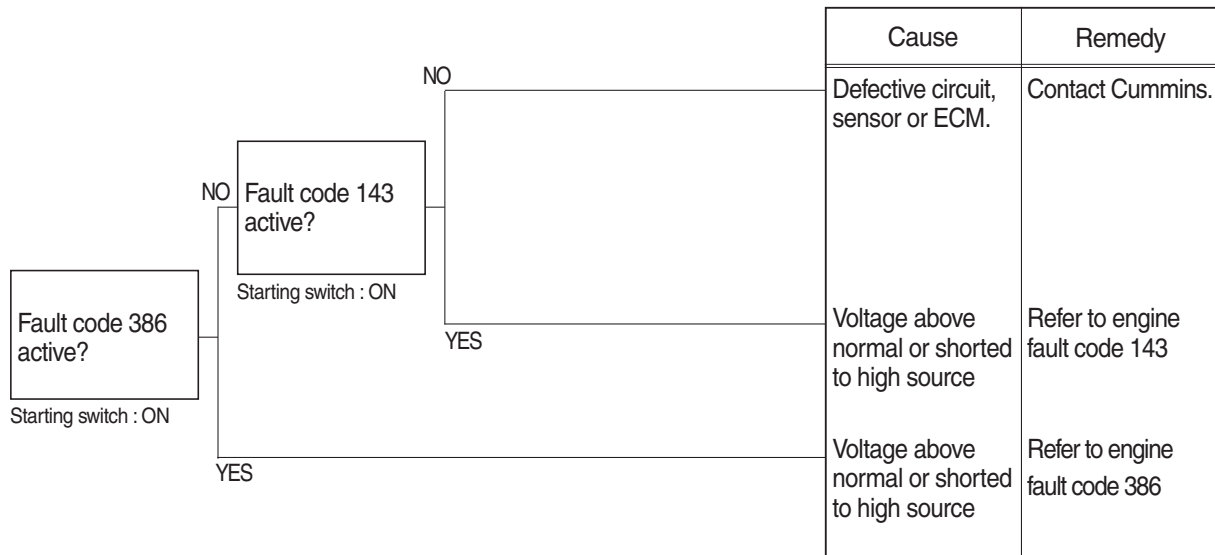 Cause
Remedy
NO
Defective circuit,
sensor or ECM.
Contact Cummins.
NO
Fault code 143
active?
Starting switch : ON
Fault code 386
active?
Starting switch : ON
YES
Voltage above
normal or shorted
to high source
Refer to engine
fault code 143
YES
Voltage above
normal or shorted
to high source
Refer to engine
fault code 386